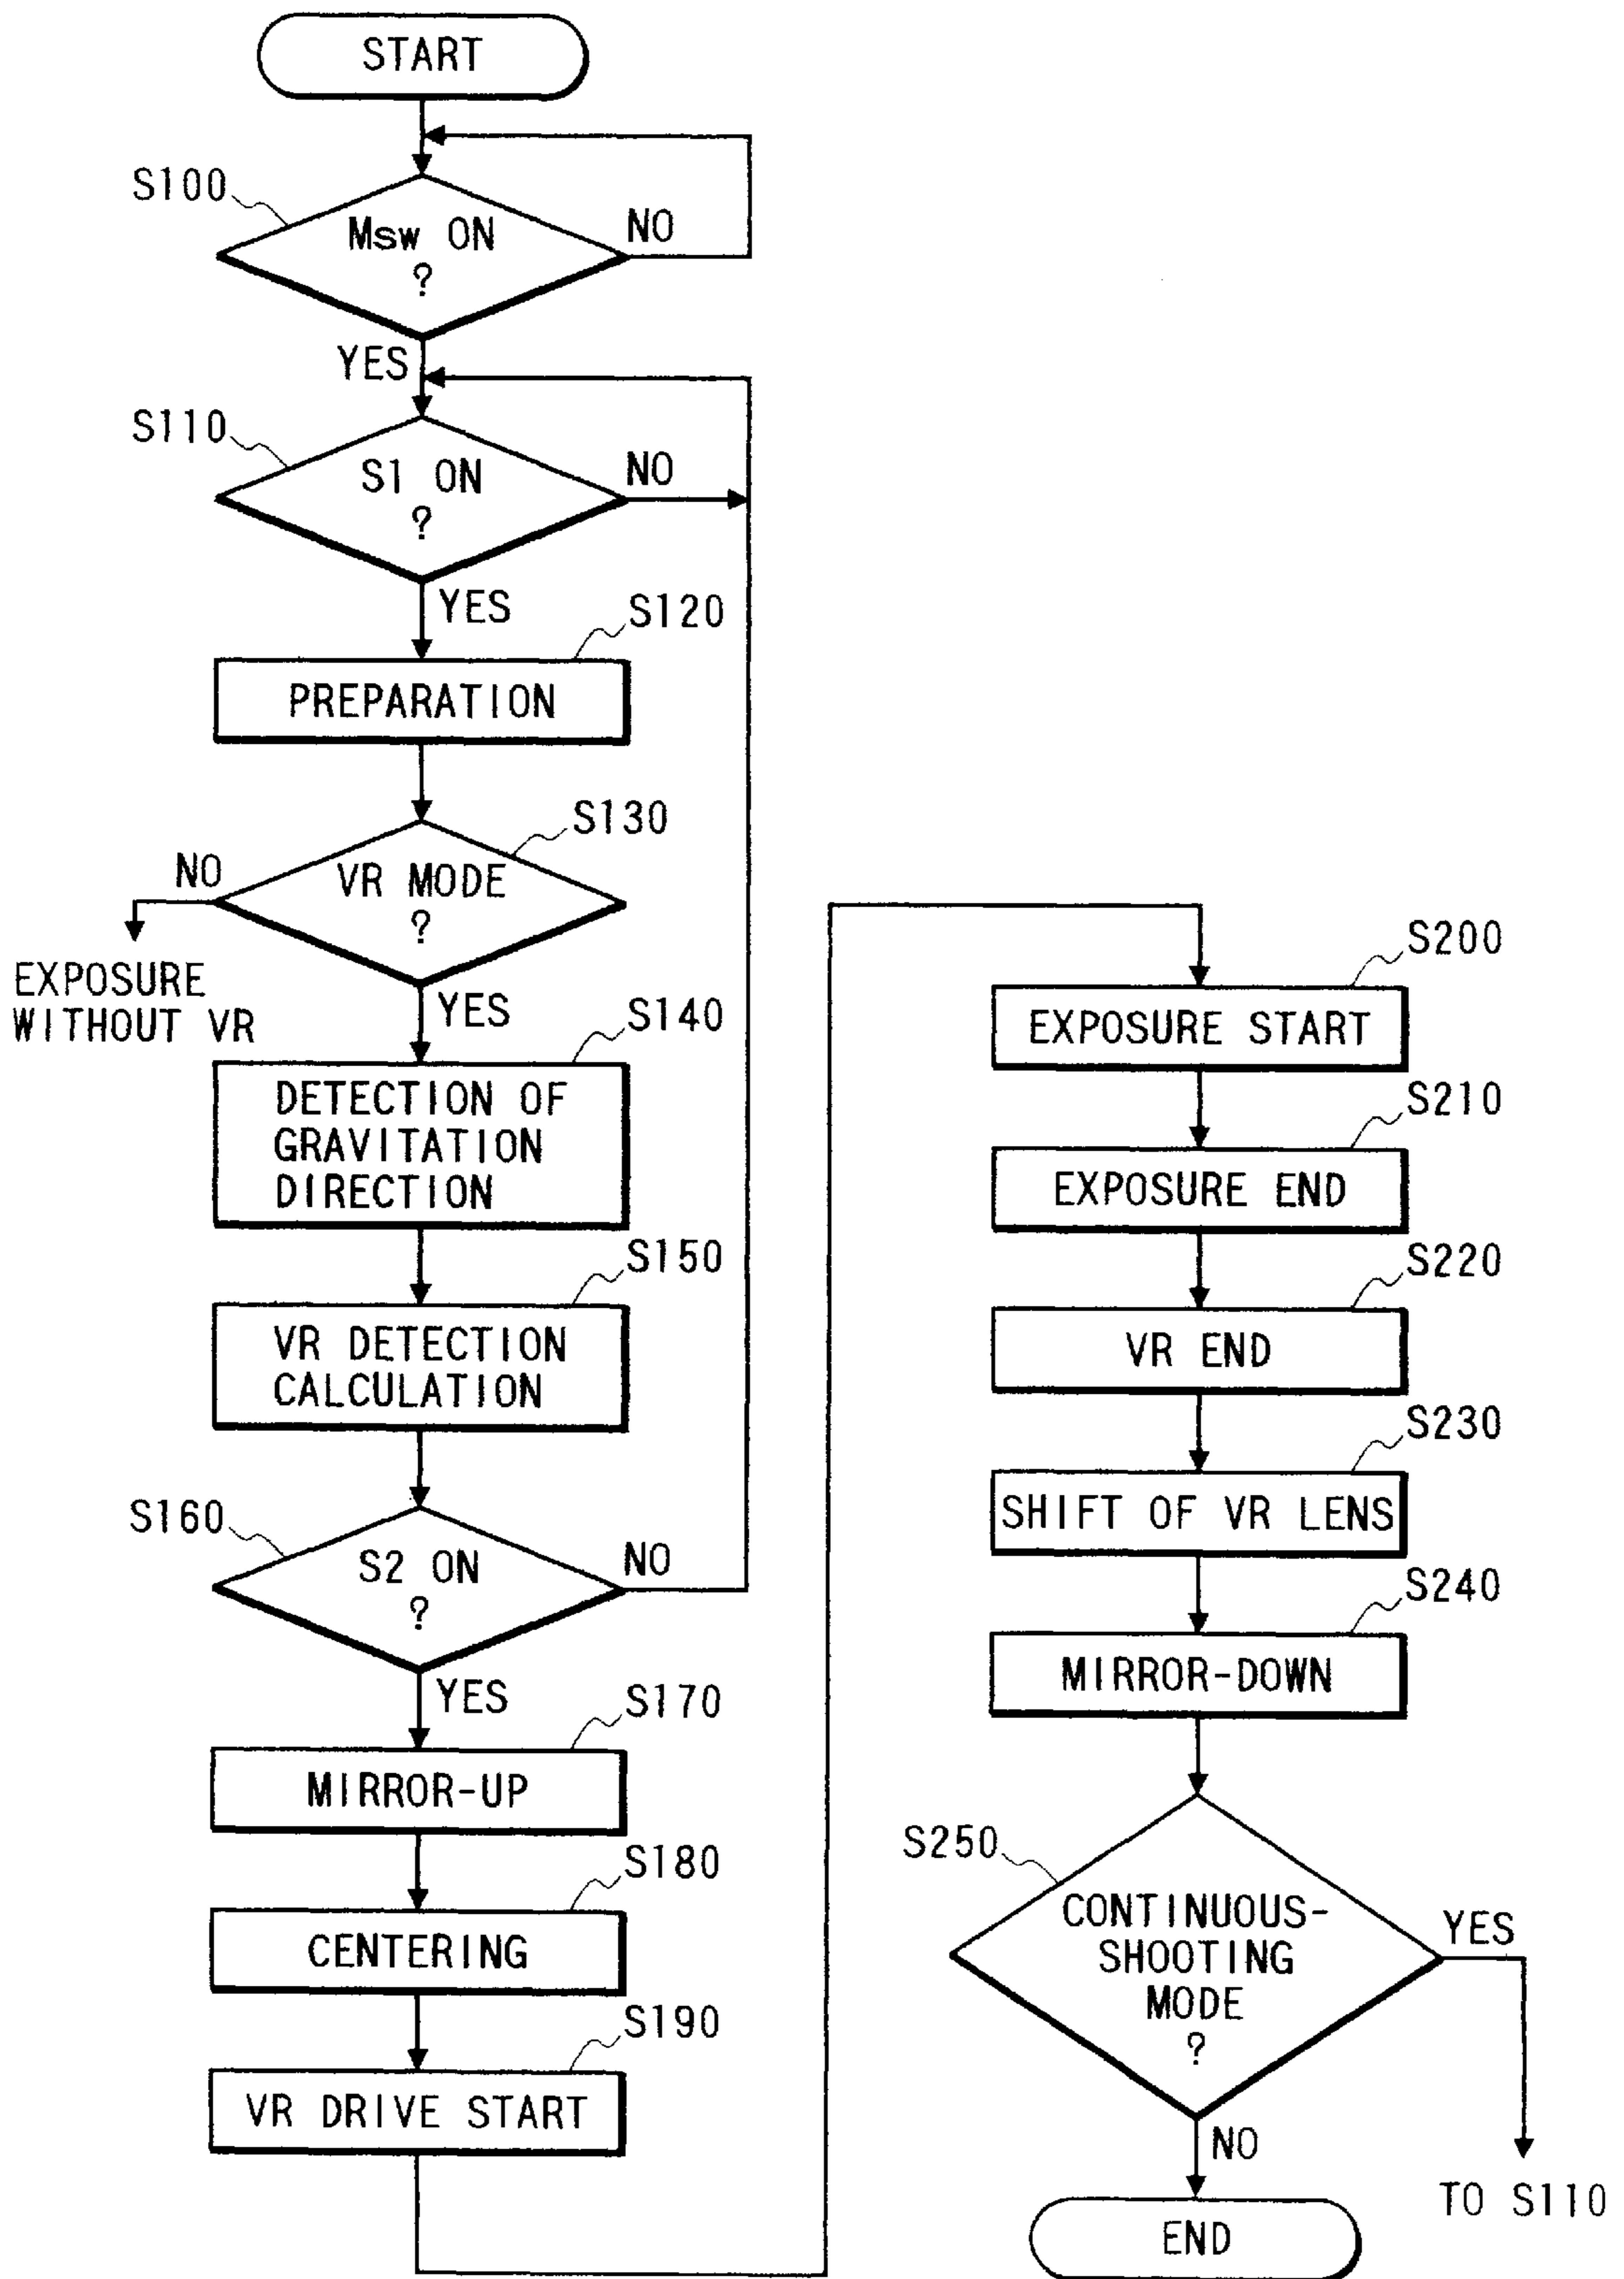 START
S100
Msw ON
?
NO
YES
S110
S1 ON
?
NO
YES
S120
PREPARATION
S130
VR MODE
?
NO
EXPOSURE
WITHOUT VR
YES
S140
DETECTION OF
GRAVITATION
DIRECTION
S150
VR DETECTION
CALCULATION
S160
S2 ON
?
NO
YES
S170
MIRROR-UP
S180
CENTERING
S190
VR DRIVE START
S200
EXPOSURE START
S210
EXPOSURE END
S220
VR END
S230
SHIFT OF VR LENS
S240
MIRROR-DOWN
S250
CONTINUOUS-
SHOOTING
MODE
?
YES
TO S110
NO
END